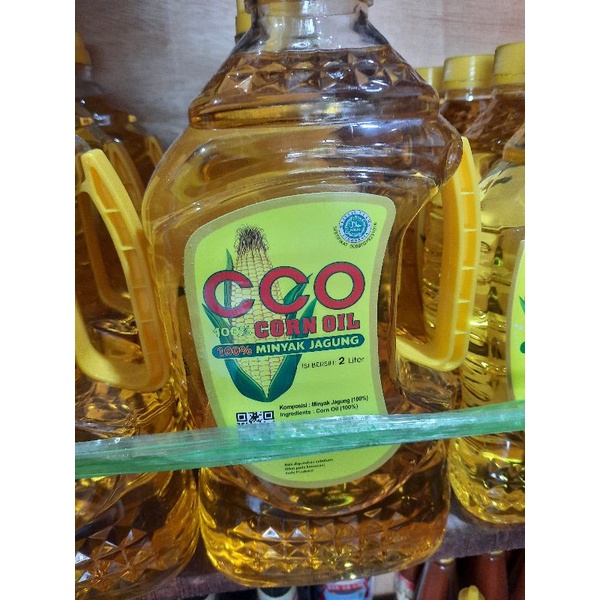 CCO
100% CORN OIL
100% MINYAK JAGUNG
ISI BERSIH: 2 Liter
Komposisi : Minyak Jagung (100%)
Ingredients : Corn Oil (100%)